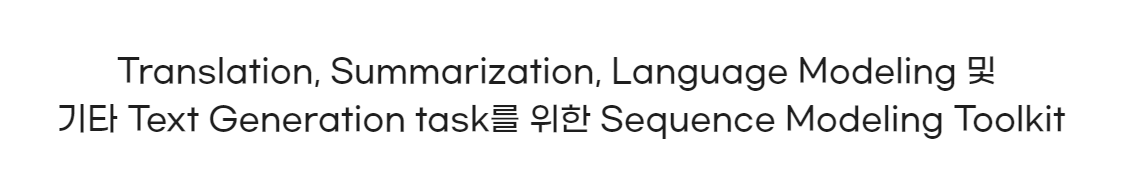 Translation, Summarization, Language Modeling 및
기타 Text Generation task를 위한 Sequence Modeling Toolkit